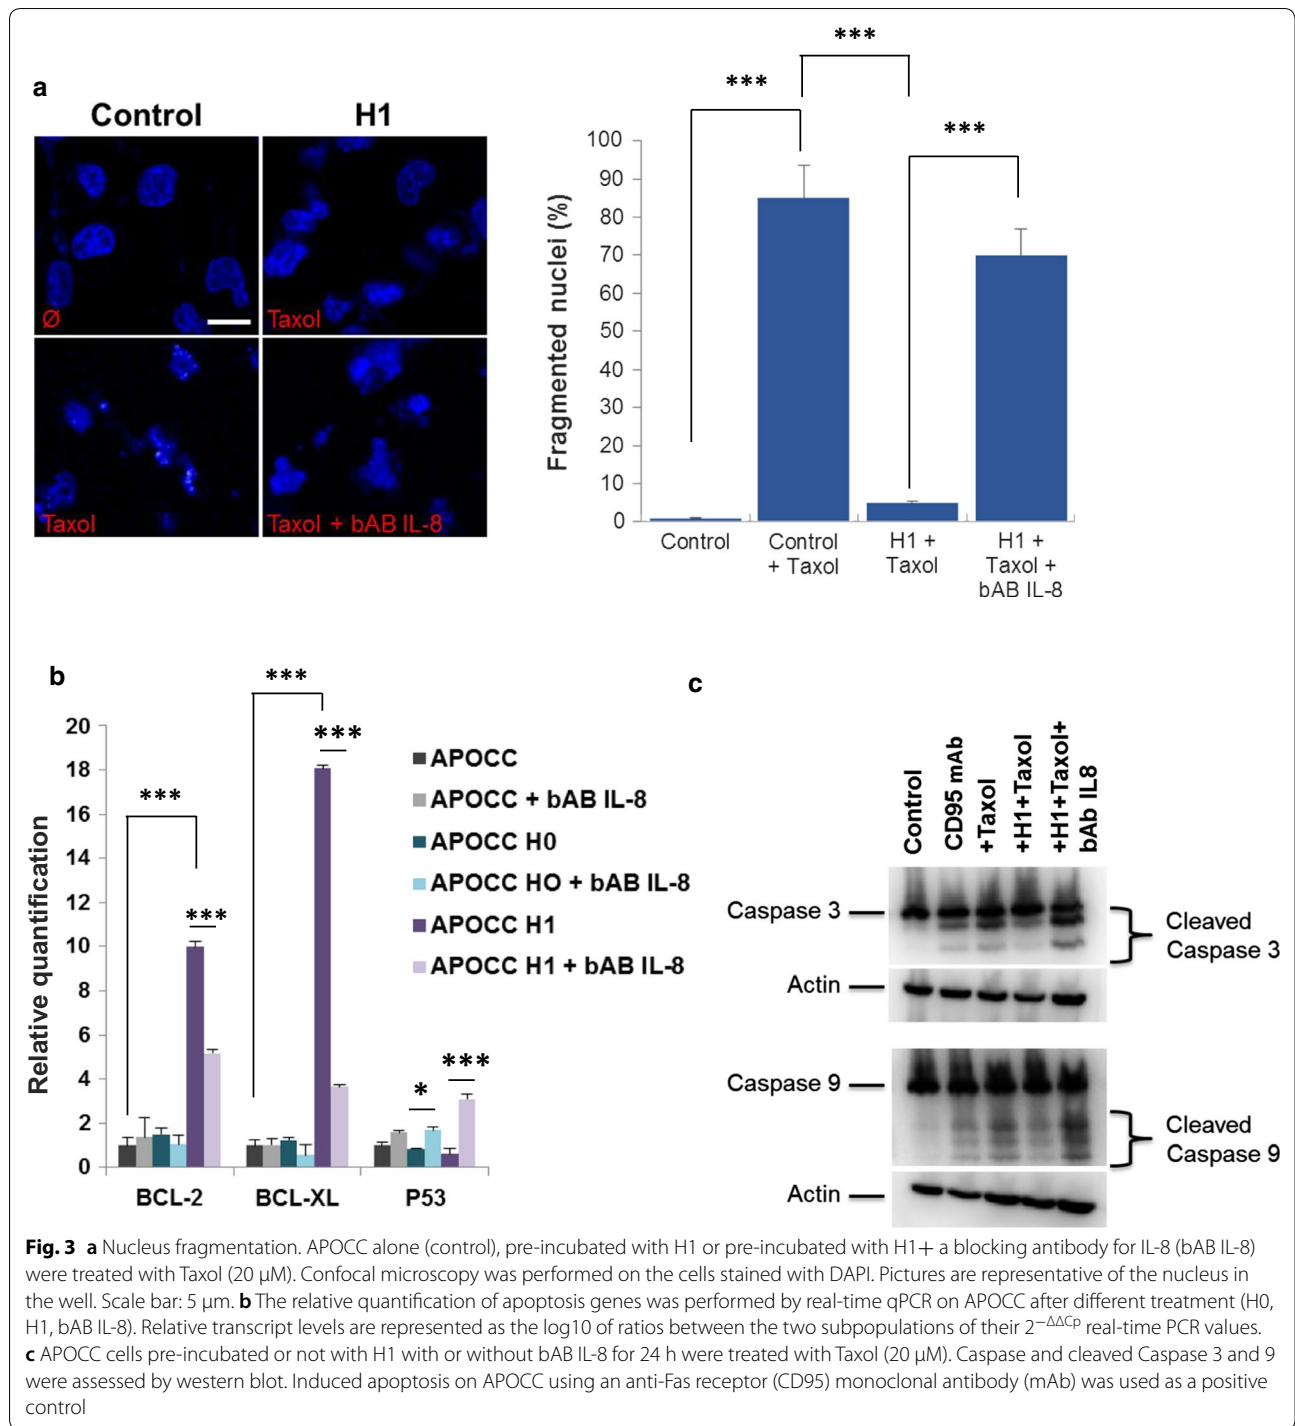 a
Control
H1
Ø
Taxol
Taxol
Taxol + bAB IL-8
***
***
***
Fragmented nuclei (%)
100
90
80
70
60
50
40
30
20
10
0
Control
Control
+ Taxol
H1 +
Taxol
H1 +
Taxol +
bAB IL-8
b
***
***
***
***
*
***
Relative quantification
20
18
16
14
12
10
8
6
4
2
0
BCL-2
BCL-XL
P53
APOCC
APOCC + bAB IL-8
APOCC H0
APOCC HO + bAB IL-8
APOCC H1
APOCC H1 + bAB IL-8
c
Control
CD95 mAb
+Taxol
+H1+Taxol
+H1+Taxol+
bAb IL8
Caspase 3
Cleaved
Caspase 3
Actin
Caspase 9
Cleaved
Caspase 9
Actin
Fig. 3 a Nucleus fragmentation. APOCC alone (control), pre-incubated with H1 or pre-incubated with H1+ a blocking antibody for IL-8 (bAB IL-8)
were treated with Taxol (20 μM). Confocal microscopy was performed on the cells stained with DAPI. Pictures are representative of the nucleus in
the well. Scale bar: 5 μm. b The relative quantification of apoptosis genes was performed by real-time qPCR on APOCC after different treatment (H0,
H1, bAB IL-8). Relative transcript levels are represented as the log10 of ratios between the two subpopulations of their 2−ΔΔCp real-time PCR values.
c APOCC cells pre-incubated or not with H1 with or without bAB IL-8 for 24 h were treated with Taxol (20 μM). Caspase and cleaved Caspase 3 and 9
were assessed by western blot. Induced apoptosis on APOCC using an anti-Fas receptor (CD95) monoclonal antibody (mAb) was used as a positive
control